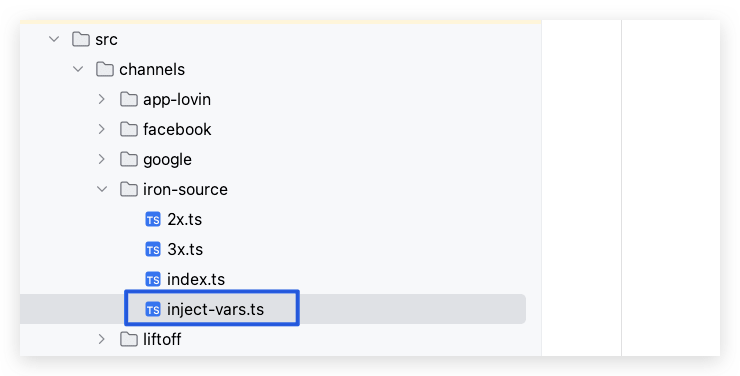 src
channels
app-lovin
facebook
google
iron-source
TS 2x.ts
TS 3x.ts
TS index.ts
TS inject-vars.ts
liftoff